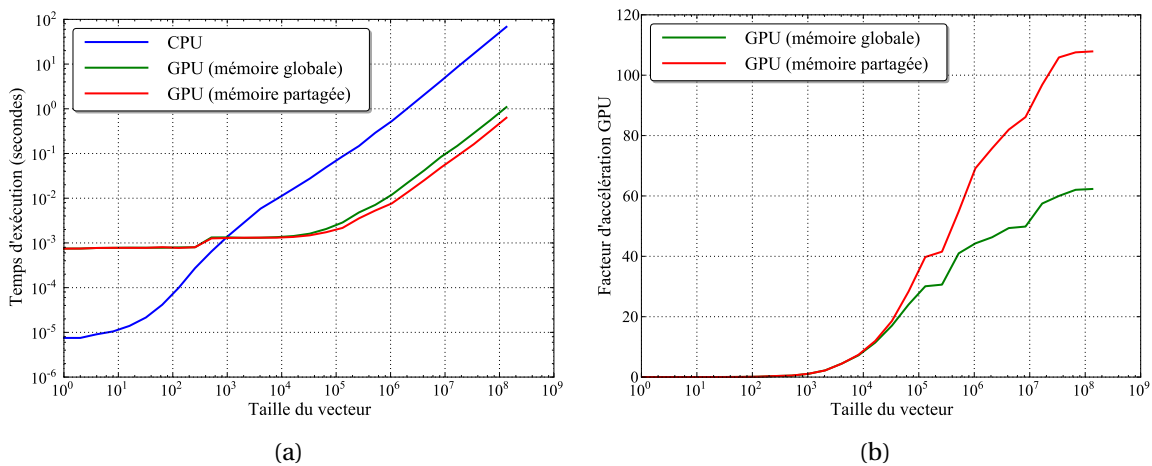 CPU
GPU (mémoire globale)
GPU (mémoire partagée)
Temps d'exécution (secondes)
10^2
10^1
10^0
10^-1
10^-2
10^-3
10^-4
10^-5
10^-6
10^0 10^1 10^2 10^3 10^4 10^5 10^6 10^7 10^8 10^9
Taille du vecteur
(a)
GPU (mémoire globale)
GPU (mémoire partagée)
Facteur d'accélération GPU
120
100
80
60
40
20
0
10^0 10^1 10^2 10^3 10^4 10^5 10^6 10^7 10^8 10^9
Taille du vecteur
(b)